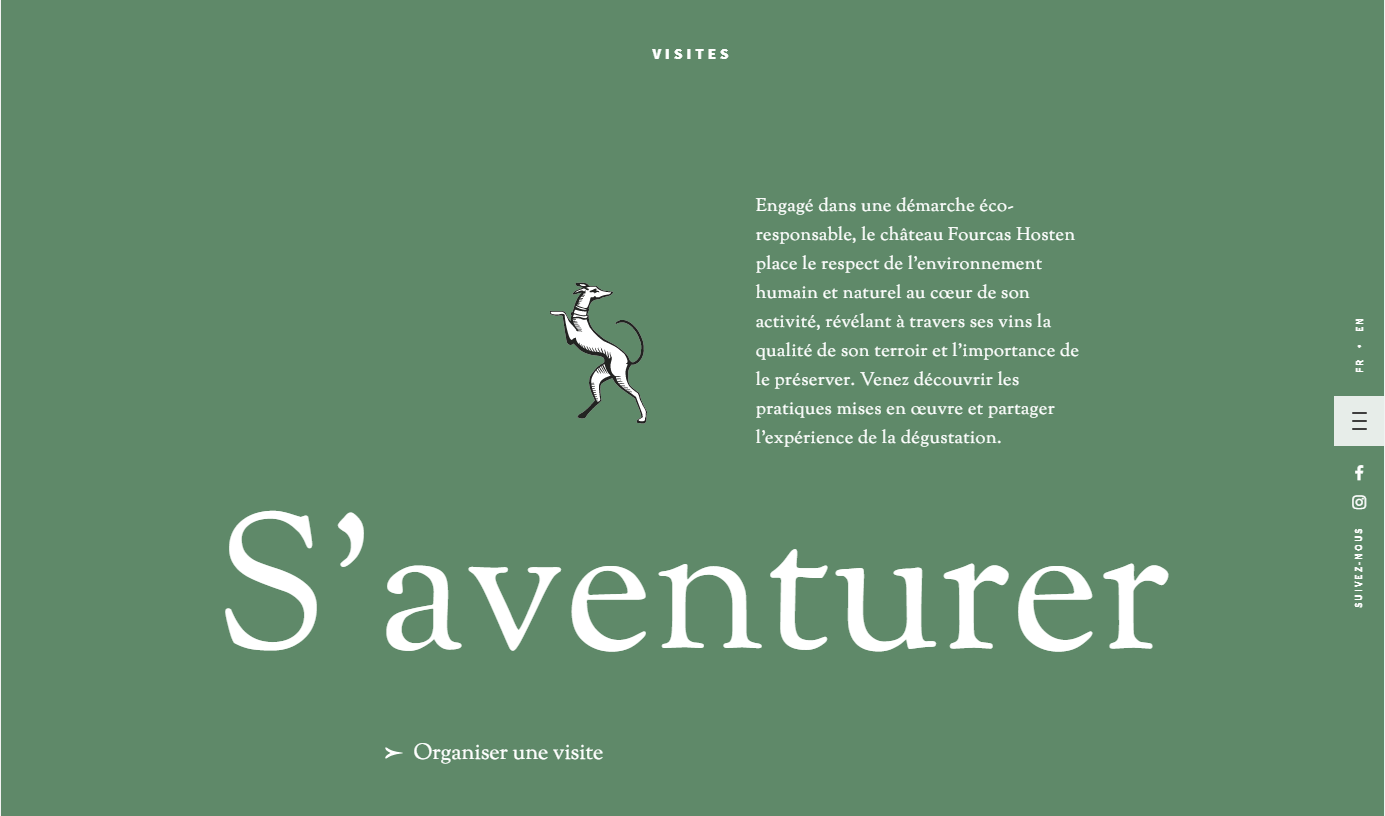 VISITES
Engagé dans une démarche éco-
responsable, le château Fourcas Hosten
place le respect de l’environnement
humain et naturel au cœur de son
activité, révélant à travers ses vins la
qualité de son terroir et l’importance de
le préserver. Venez découvrir les
pratiques mises en œuvre et partager
l’expérience de la dégustation.
S’aventurer
➣ Organiser une visite
FR • EN
SUIVEZ-NOUS